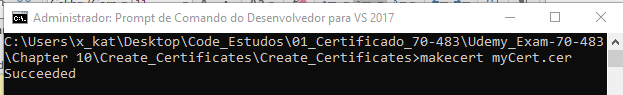 Administrador: Prompt de Comando do Desenvolvedor para VS 2017
C:\Users\x_kat\Desktop\Code_Estudos\01_Certificado_70-483\Udemy_Exam-70-483
\Chapter 10\Create_Certificates\Create_Certificates>makecert myCert.cer
Succeeded